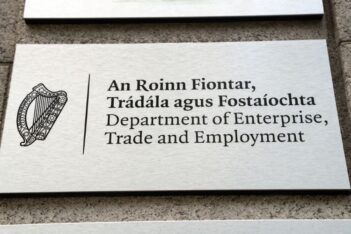 An Roinn Fiontar,
Trádála agus Fostaíochta
Department of Enterprise,
Trade and Employment